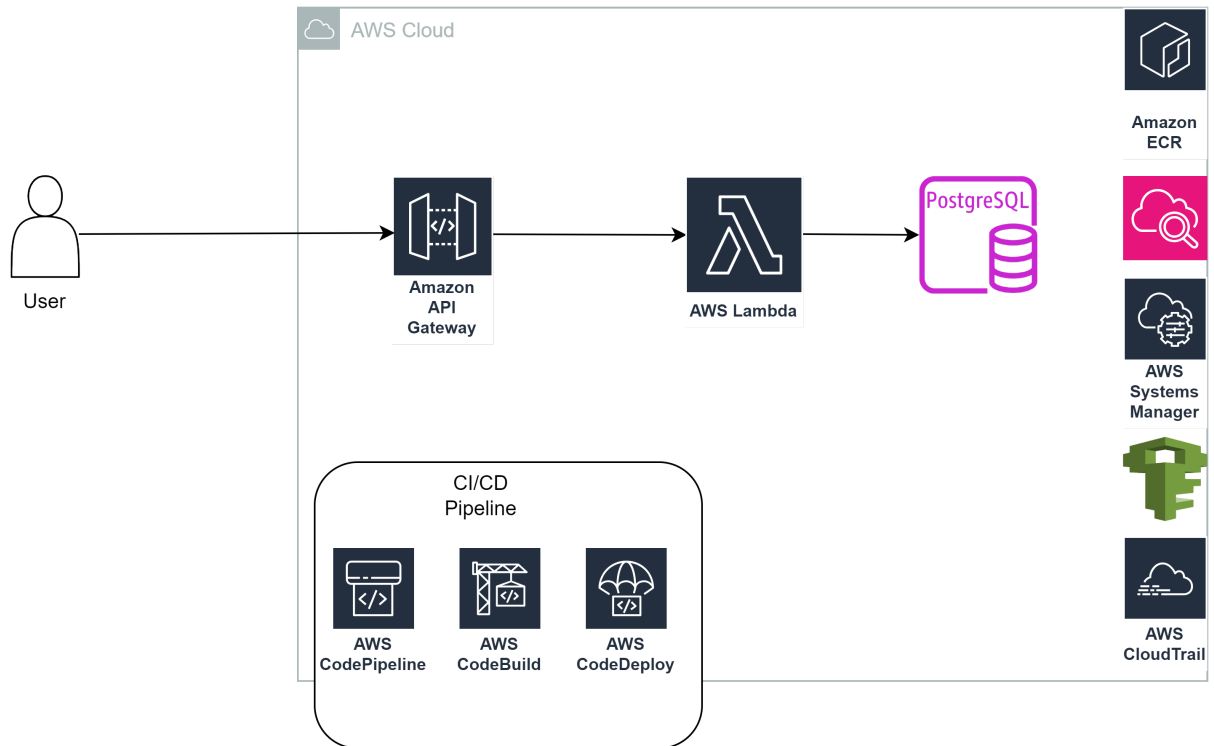 AWS Cloud
Amazon
ECR
PostgreSQL
User
Amazon
API
Gateway
AWS Lambda
AWS
Systems
Manager
CI/CD
Pipeline
</>
</>
</>
</>
AWS
CodePipeline
AWS
CodeBuild
AWS
CodeDeploy
AWS
CloudTrail